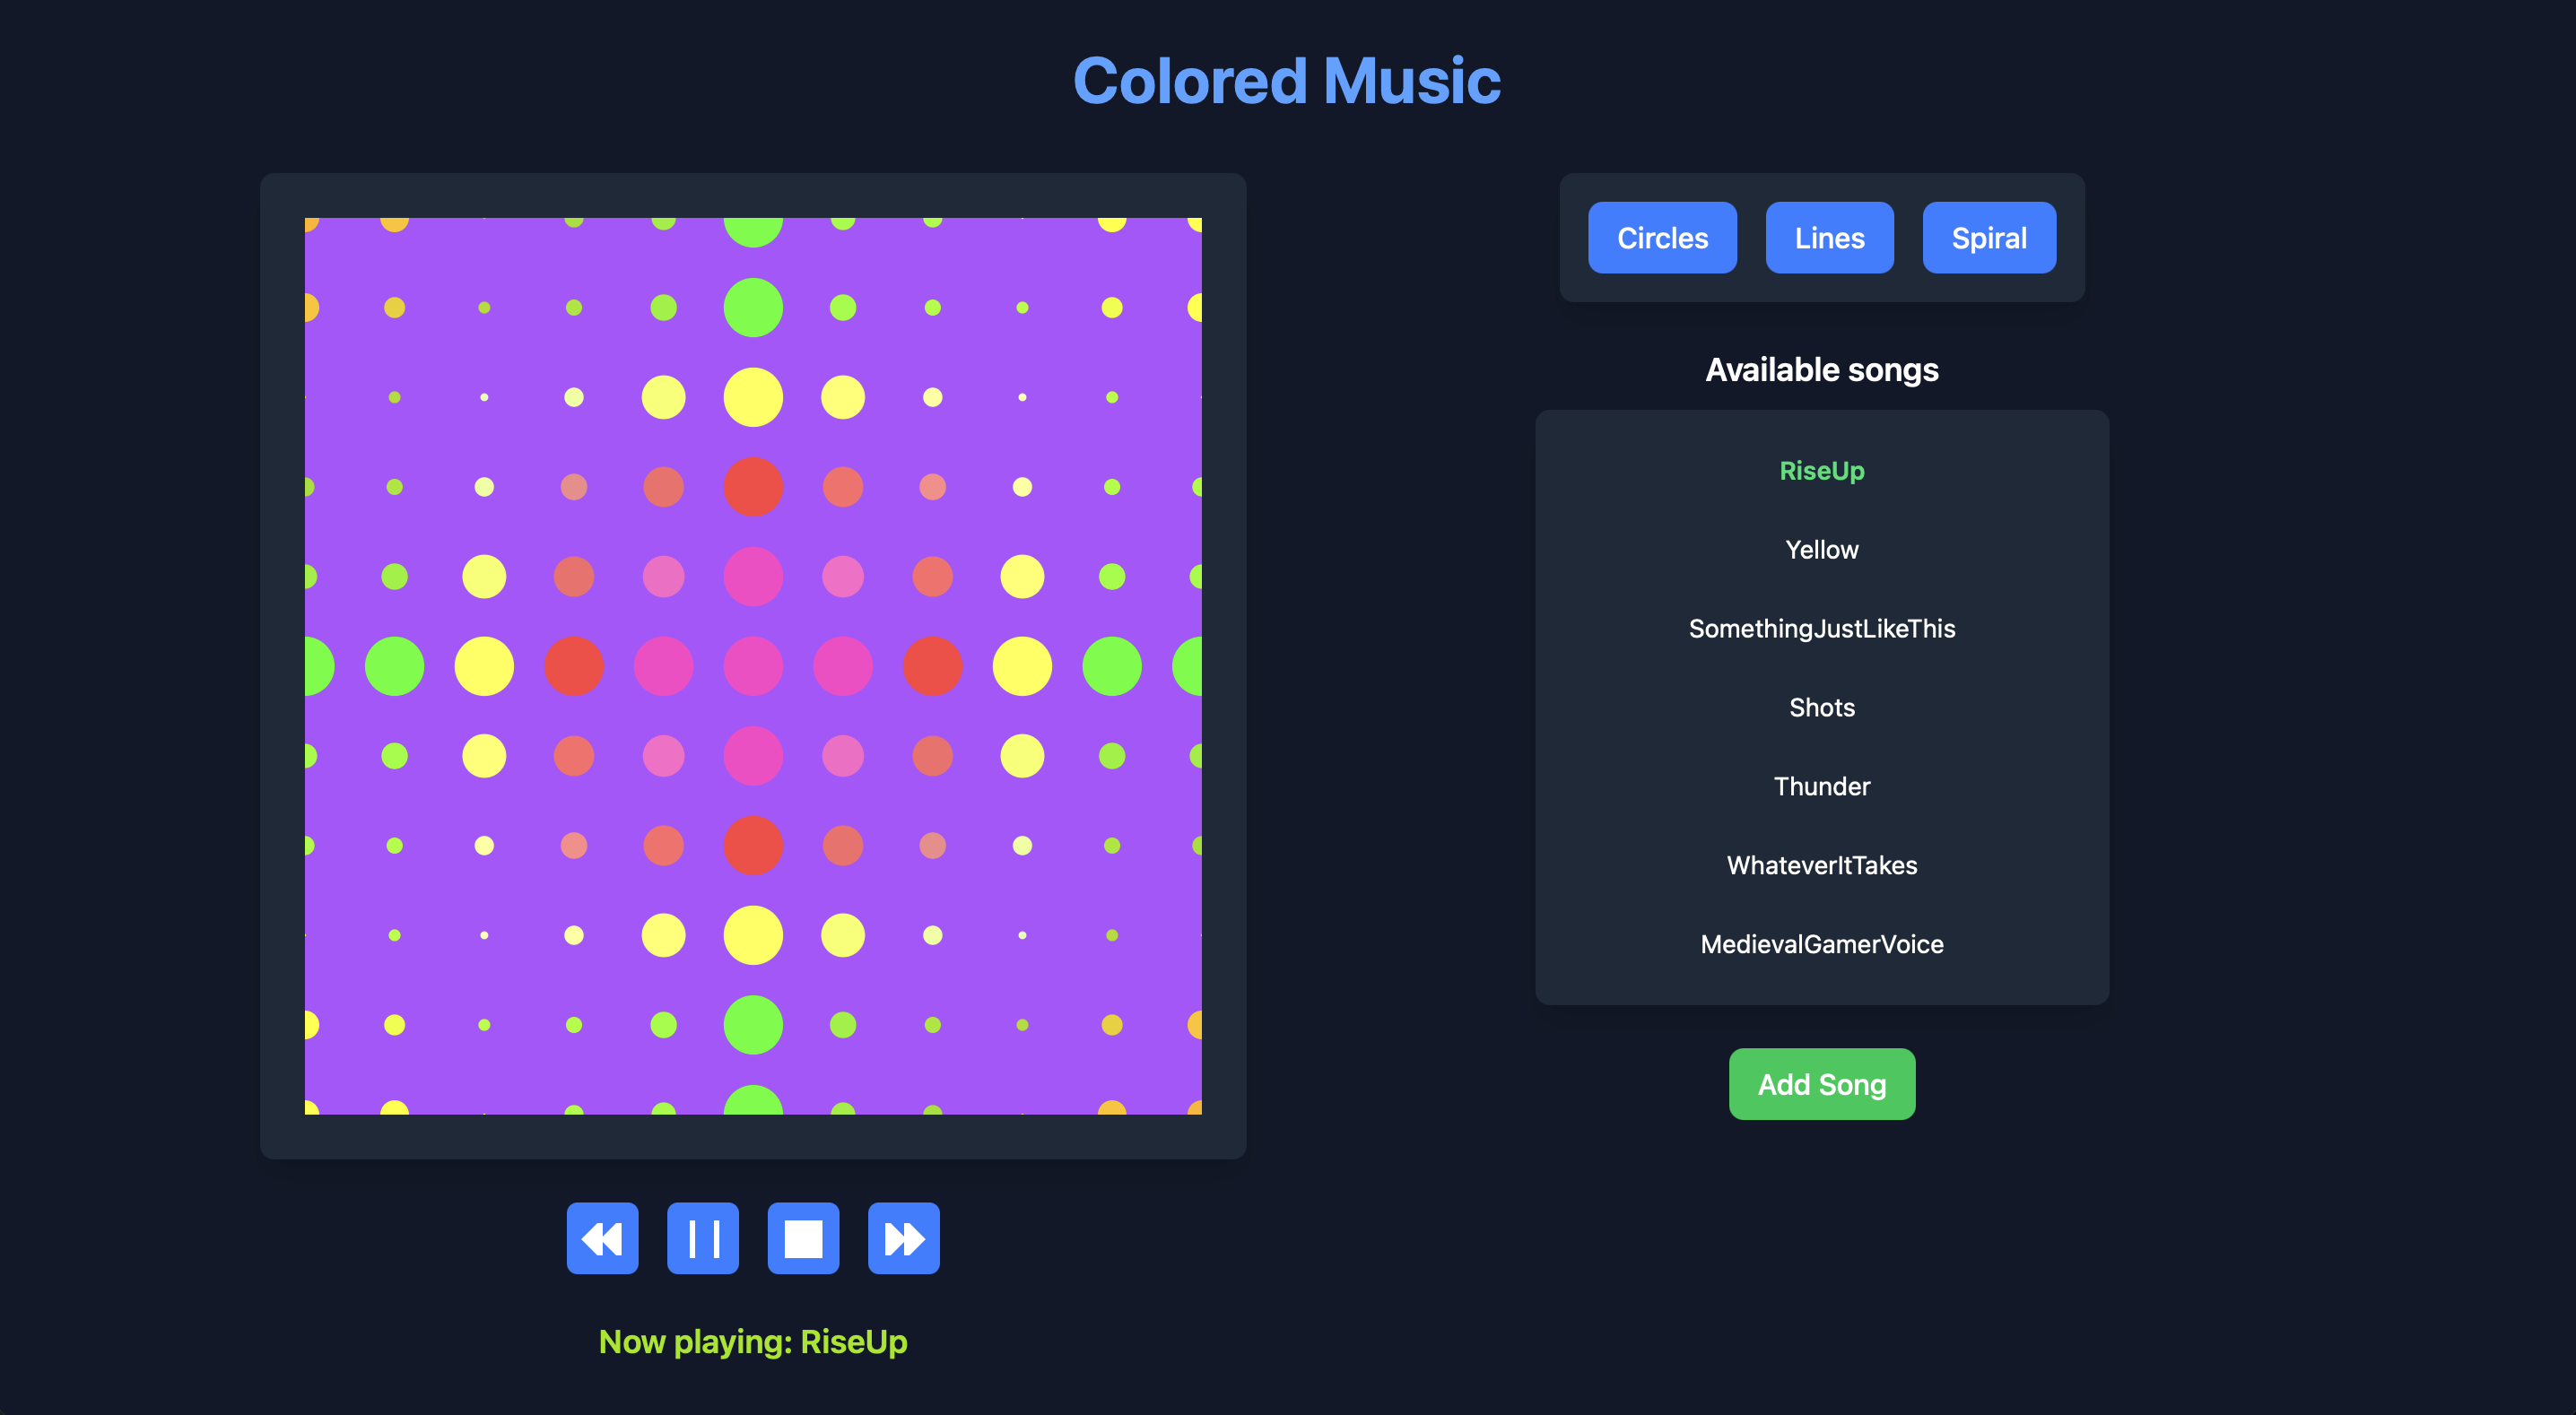 Colored Music
Circles
Lines
Spiral
Available songs
RiseUp
Yellow
SomethingJustLikeThis
Shots
Thunder
WhateverItTakes
MedievalGamerVoice
Add Song
Now playing: RiseUp